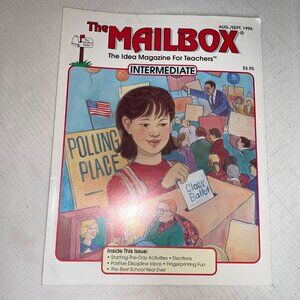 The MAILBOX®
AUG./SEPT. 1996
The Idea Magazine For Teachers™
$5.95
INTERMEDIATE
POLLING
PLACE
Class
Ballot
Inside This Issue:
• Starting-The-Day Activities • Elections
• Positive Discipline Ideas • Fingerprinting Fun
• The Best School Year Ever